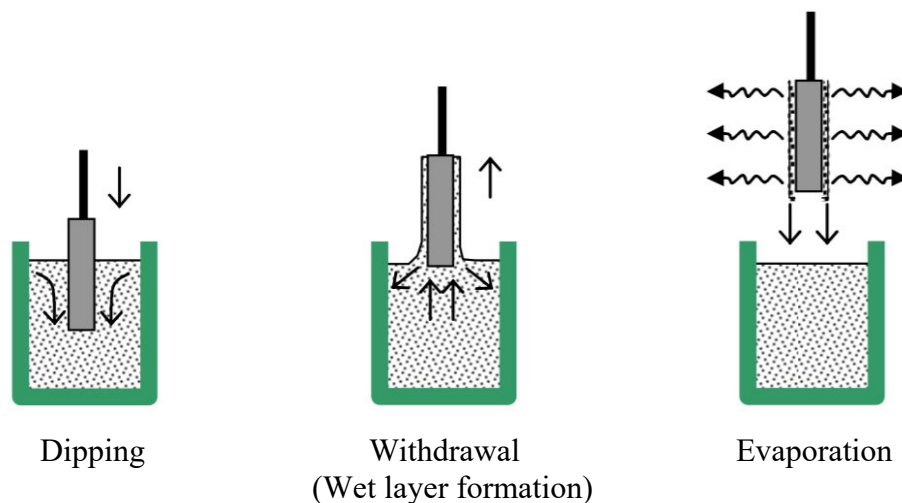 Dipping
Withdrawal
(Wet layer formation)
Evaporation